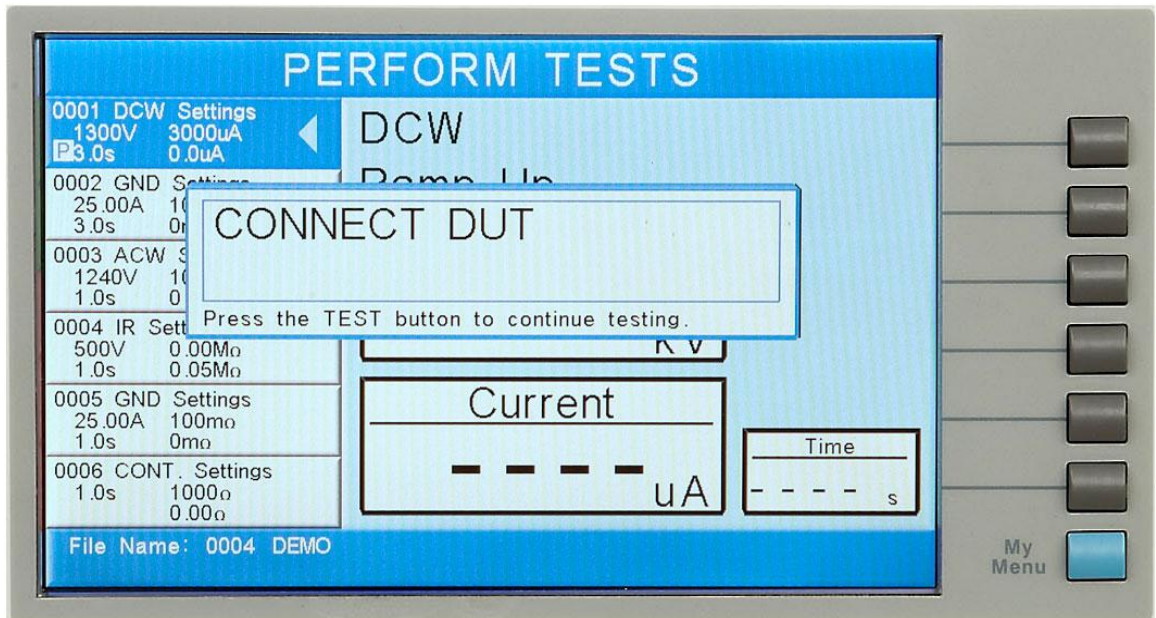 PERFORM TESTS
0001 DCW Settings
1300V 3000uA
P 3.0s 0.0uA
0002 GND
25.00A
3.0s
0003 ACW
1240V
1.0s
0004 IR
500V 0.00MΩ
1.0s 0.05MΩ
0005 GND Settings
25.00A 100mΩ
1.0s 0mΩ
0006 CONT. Settings
1.0s 1000Ω
0.00Ω
DCW
Ramp Up
CONNECT DUT
Press the TEST button to continue testing.
KV
Current
- - - - uA
Time
- - - - s
File Name: 0004 DEMO
My
Menu